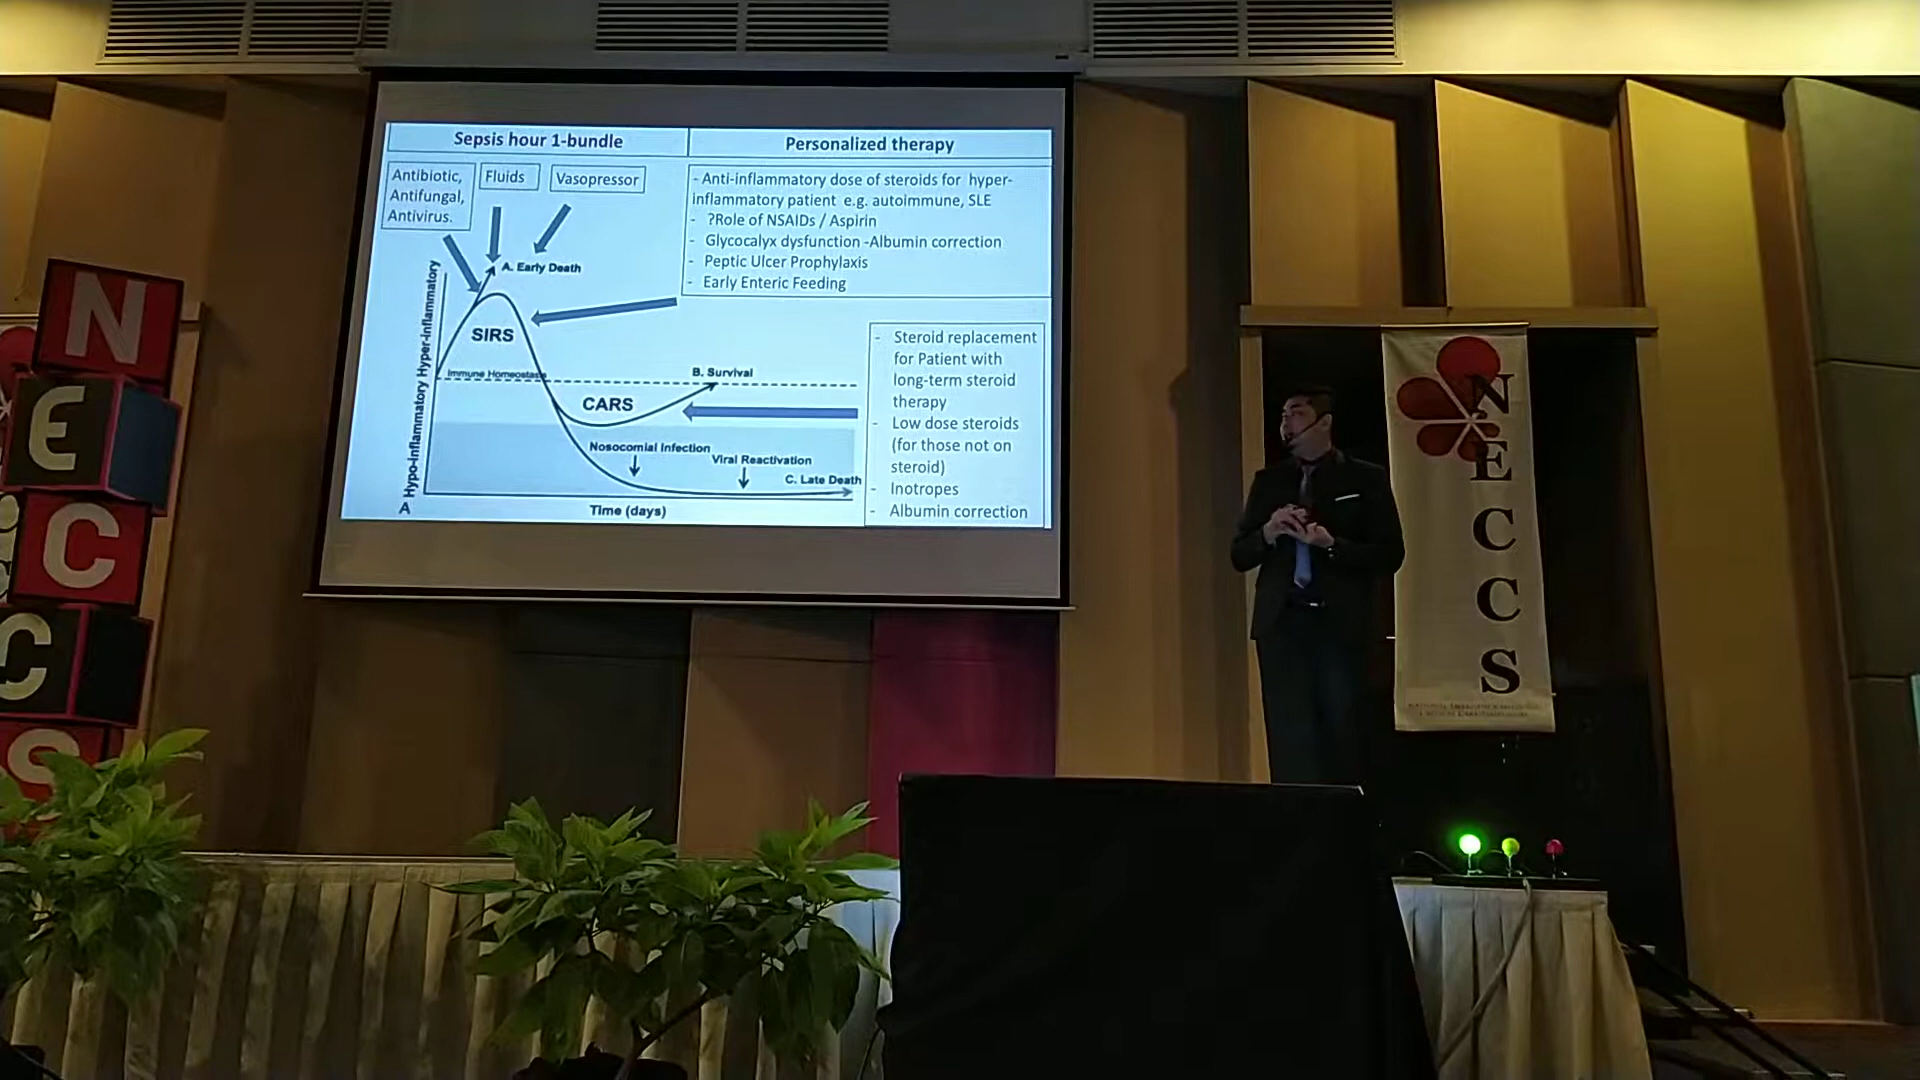 Sepsis hour 1-bundle
Personalized therapy
Antibiotic,
Antifungal,
Antivirus.
Fluids
Vasopressor
- Anti-inflammatory dose of steroids for hyper-
inflammatory patient e.g. autoimmune, SLE
- ?Role of NSAIDs / Aspirin
- Glycocalyx dysfunction -Albumin correction
- Peptic Ulcer Prophylaxis
- Early Enteric Feeding
A. Early Death
SIRS
Immune Homeostasis
B. Survival
CARS
Nosocomial Infection
Viral Reactivation
C. Late Death
Hypo-inflammatory Hyper-inflammatory
A
Time (days)
- Steroid replacement
for Patient with
long-term steroid
therapy
- Low dose steroids
(for those not on
steroid)
- Inotropes
- Albumin correction
N
E
C
C
S
N
E
C
C
S